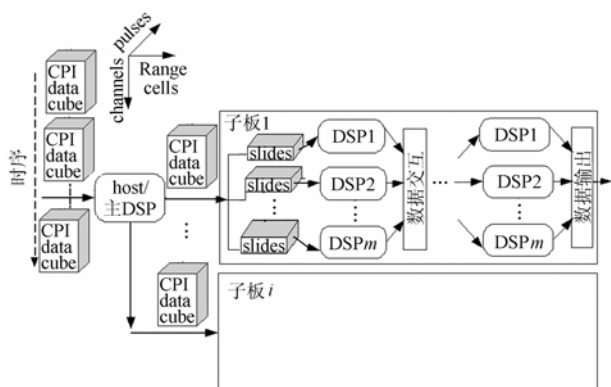 pulses
channels
Range
cells
时序
CPI
data
cube
CPI
data
cube
CPI
data
cube
host/
主DSP
CPI
data
cube
⋮
CPI
data
cube
子板1
slides
slides
⋮
slides
DSP1
DSP2
⋮
DSPm
数据交互
…
DSP1
DSP2
⋮
DSPm
数据输出
子板 i